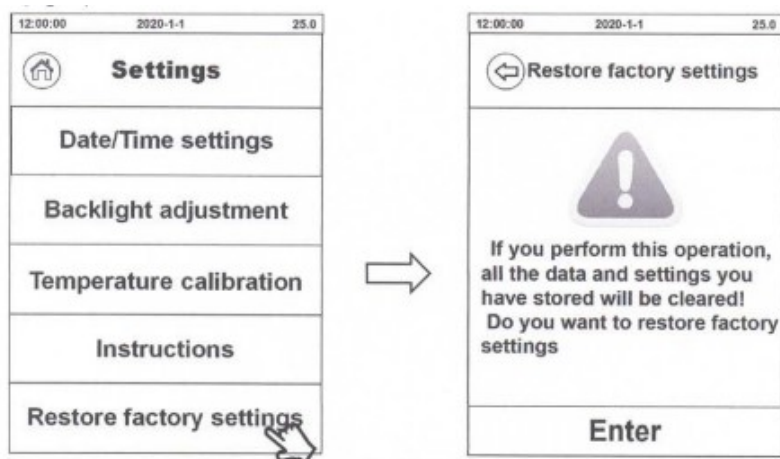 12:00:00 2020-1-1 25.0
Settings
Date/Time settings
Backlight adjustment
Temperature calibration
Instructions
Restore factory settings
12:00:00 2020-1-1 25.0
Restore factory settings
If you perform this operation,
all the data and settings you
have stored will be cleared!
Do you want to restore factory
settings
Enter